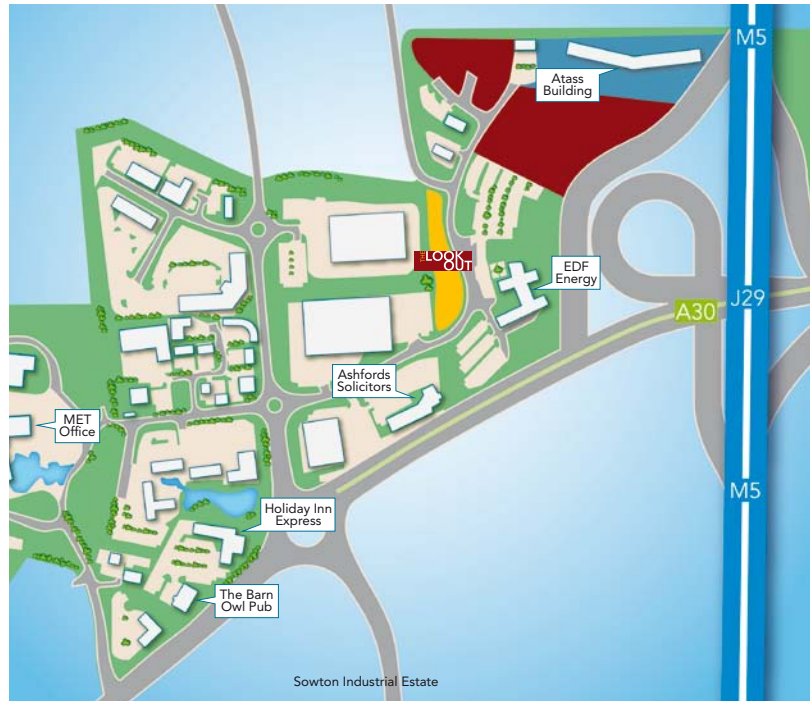 M5
Atass
Building
THE LOOK
OUT
EDF
Energy
J29
A30
Ashfords
Solicitors
MET
Office
M5
Holiday Inn
Express
The Barn
Owl Pub
Sowton Industrial Estate